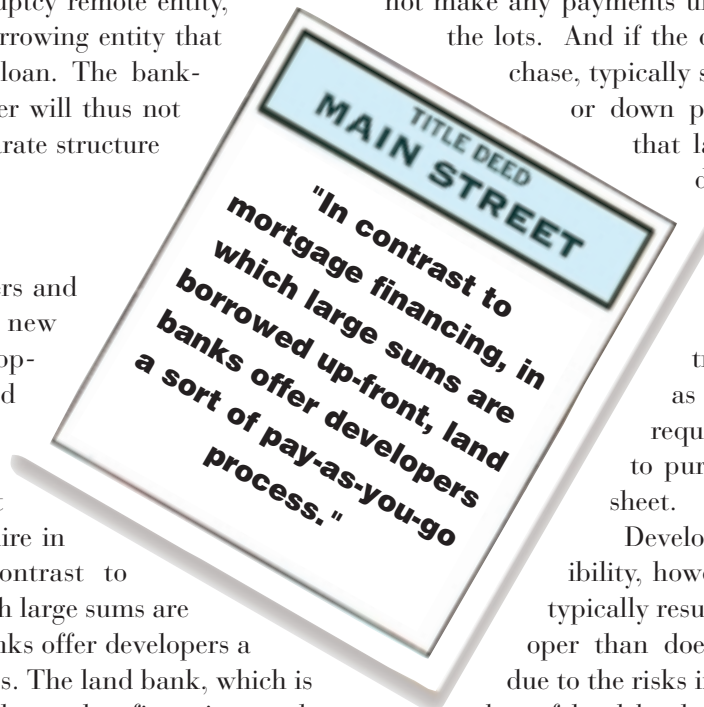 uptcy remote entity,
rrowing entity that
loan. The bank-
er will thus not
arate structure
ers and
new
op-
d
ire in
ontrast to
h large sums are
nks offer developers a
s. The land bank, which is
TITLE DEED
MAIN STREET
"In contrast to
mortgage financing, in
which large sums are
borrowed up-front, land
banks offer developers
a sort of pay-as-you-go
process."
not make any payments u
the lots. And if the
chase, typically s
or down p
that la
d
tr
as
requ
to pur
sheet.
Develo
ibility, howe
typically resu
oper than doe
due to the risks i